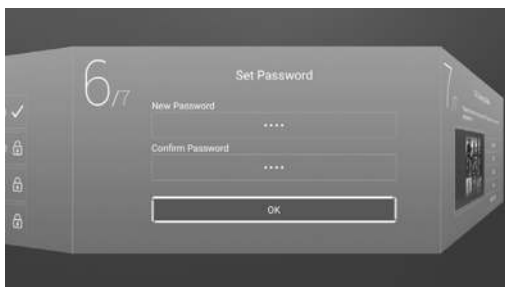 6/7
Set Password
New Password
••••
Confirm Password
••••
OK
7